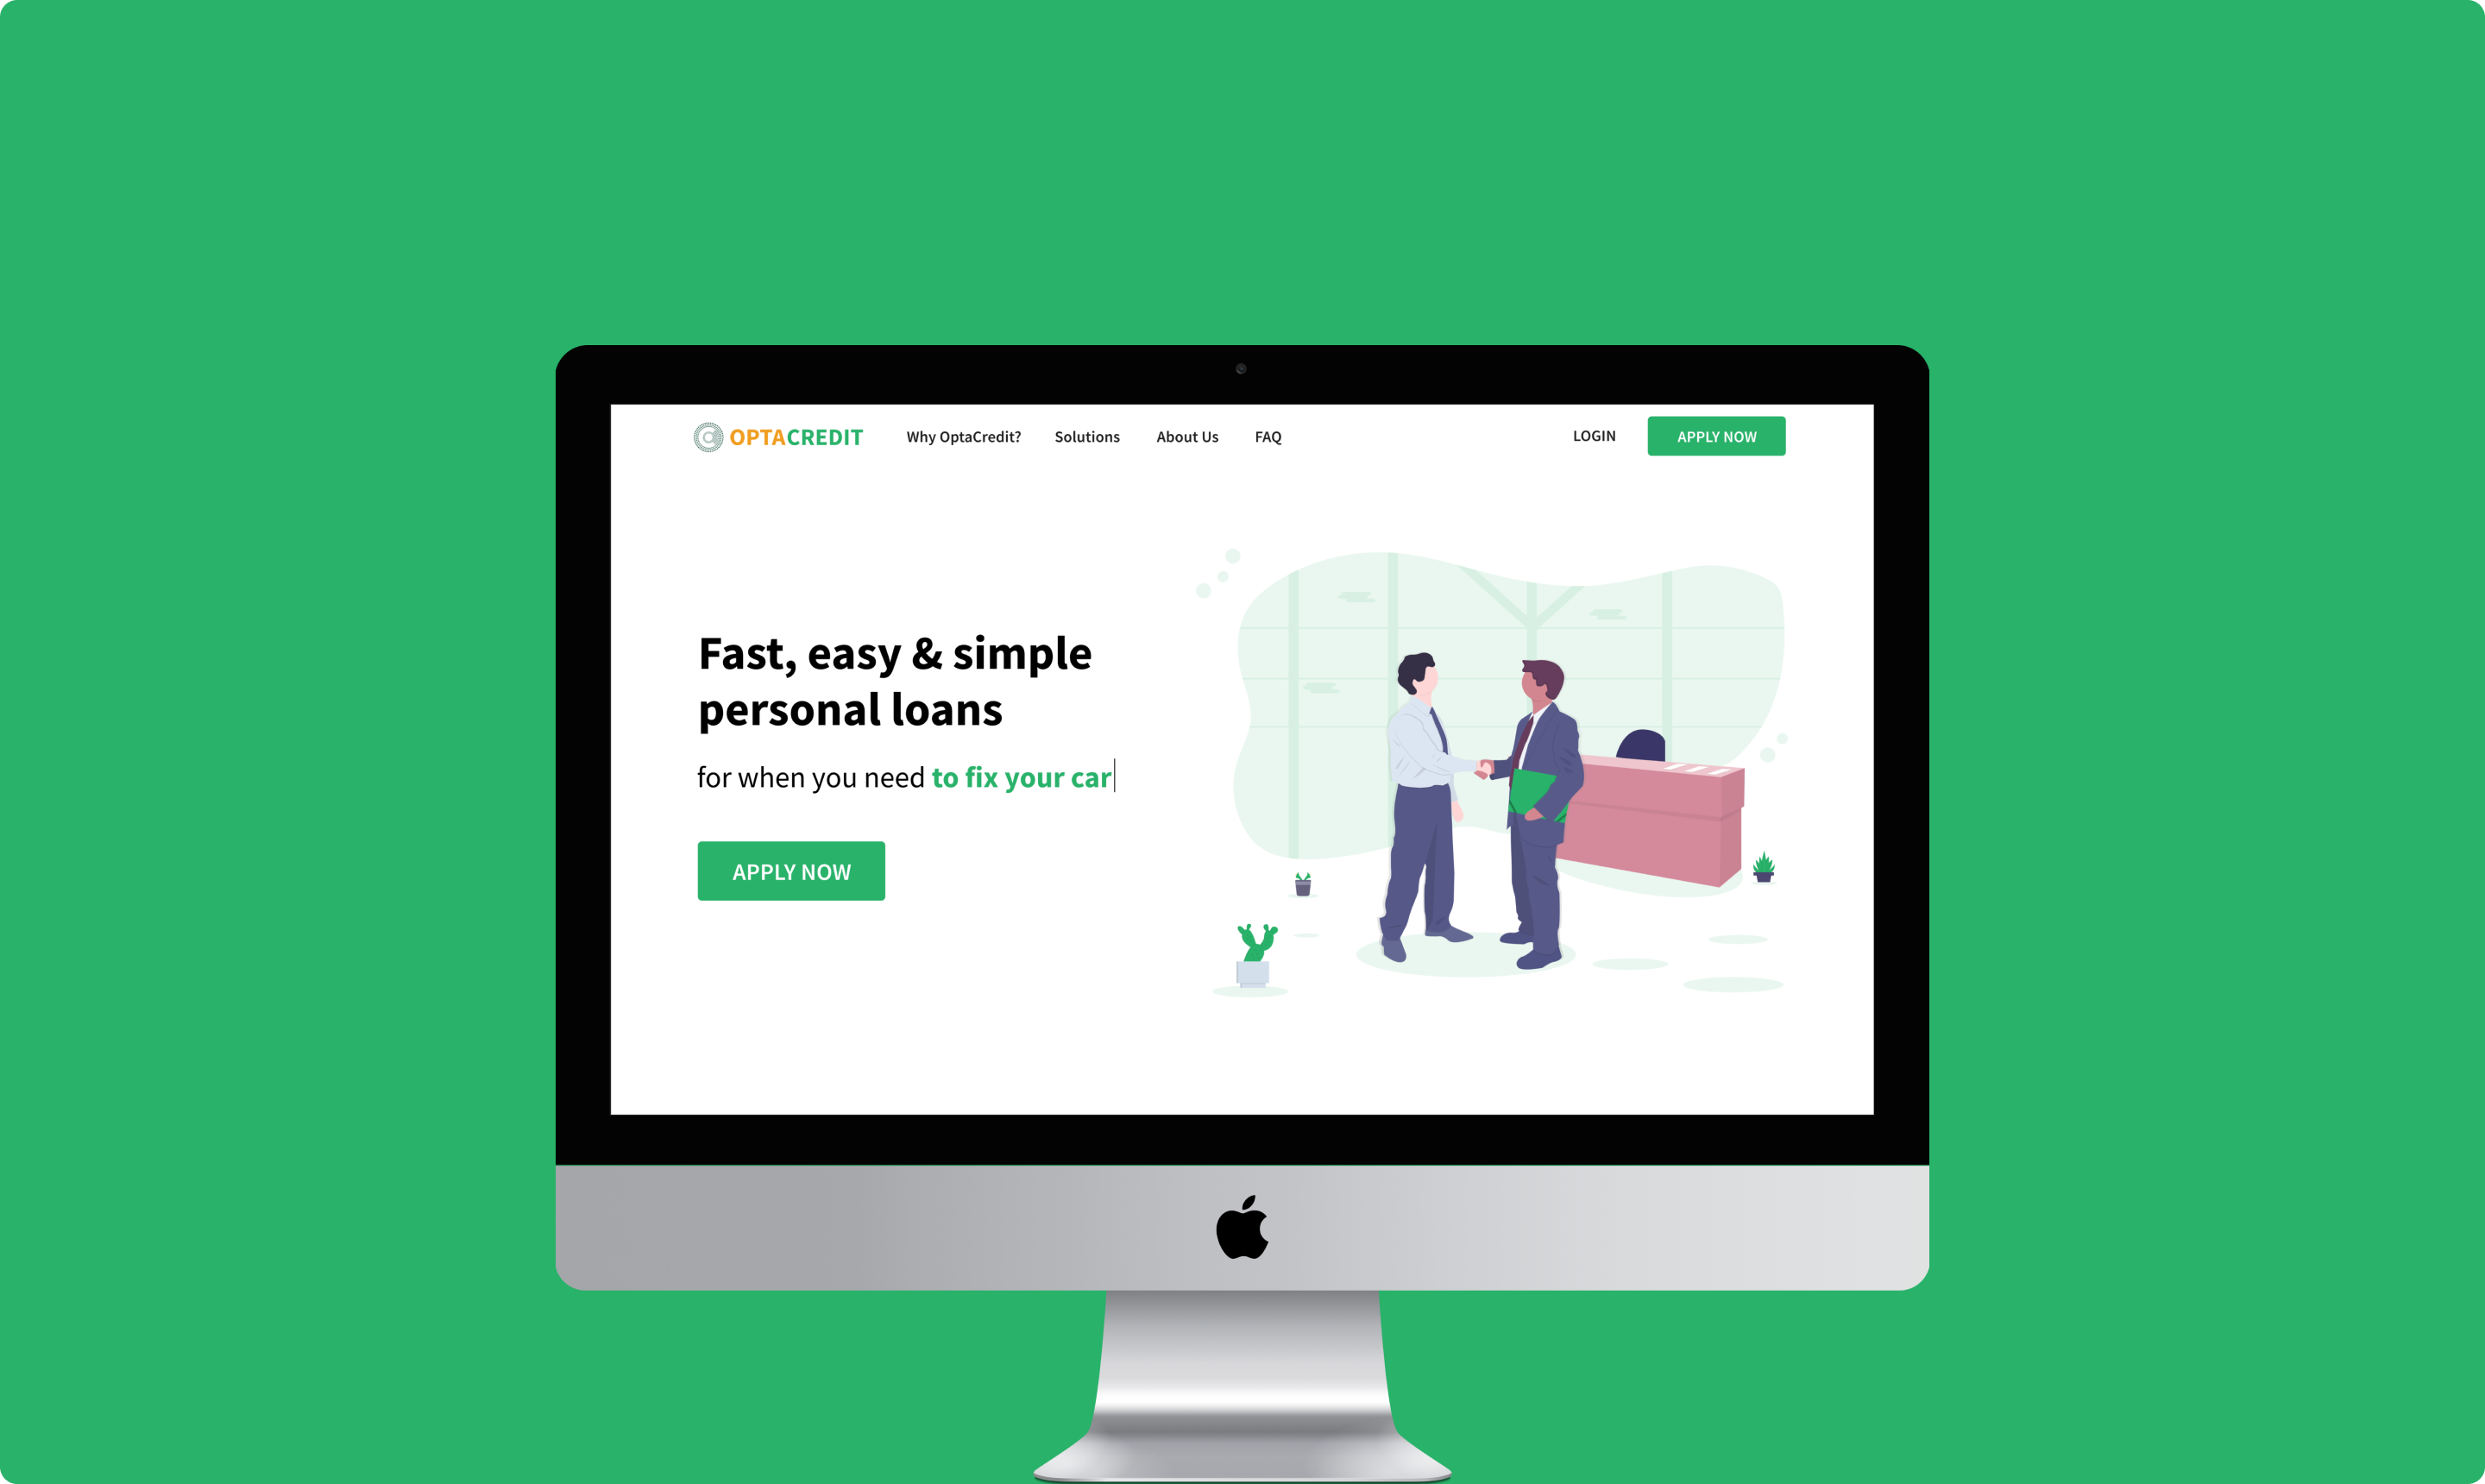 OPTACREDIT Why OptaCredit? Solutions About Us FAQ LOGIN APPLY NOW
Fast, easy & simple
personal loans
for when you need to fix your car
APPLY NOW